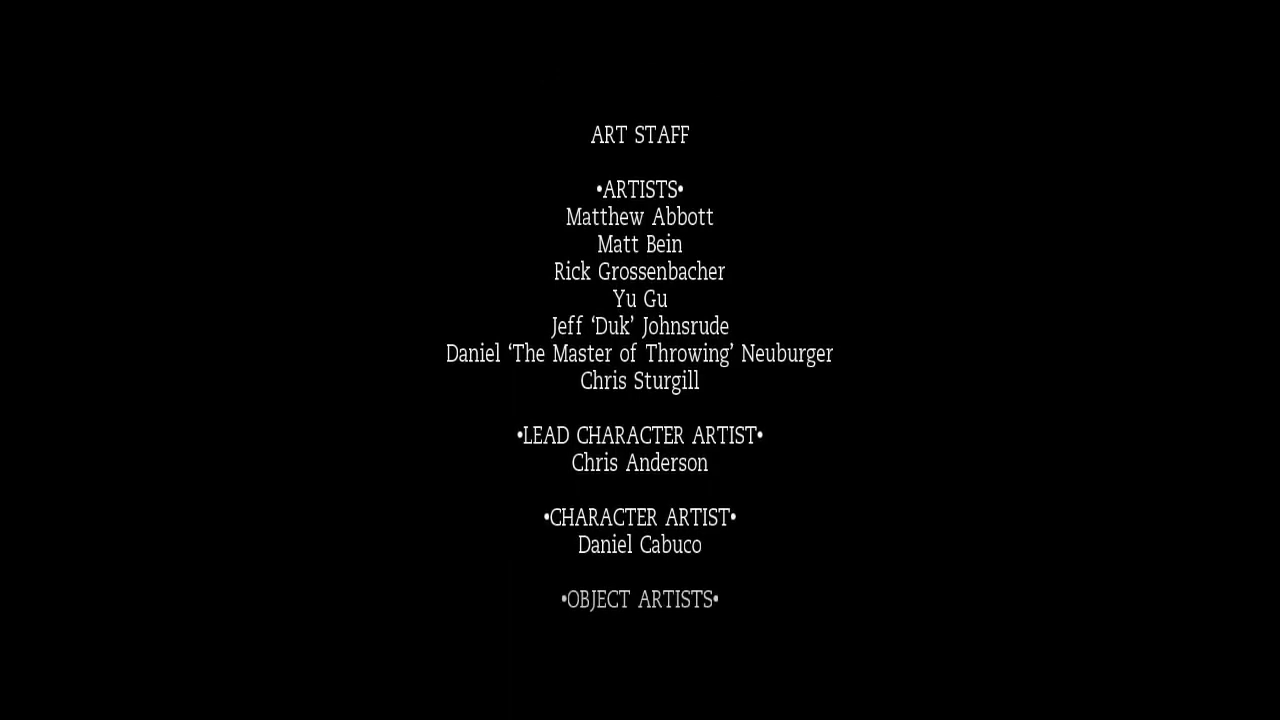 ART STAFF
•ARTISTS•
Matthew Abbott
Matt Bein
Rick Grossenbacher
Yu Gu
Jeff ‘Duk’ Johnsrude
Daniel ‘The Master of Throwing’ Neuburger
Chris Sturgill
•LEAD CHARACTER ARTIST•
Chris Anderson
•CHARACTER ARTIST•
Daniel Cabuco
•OBJECT ARTISTS•